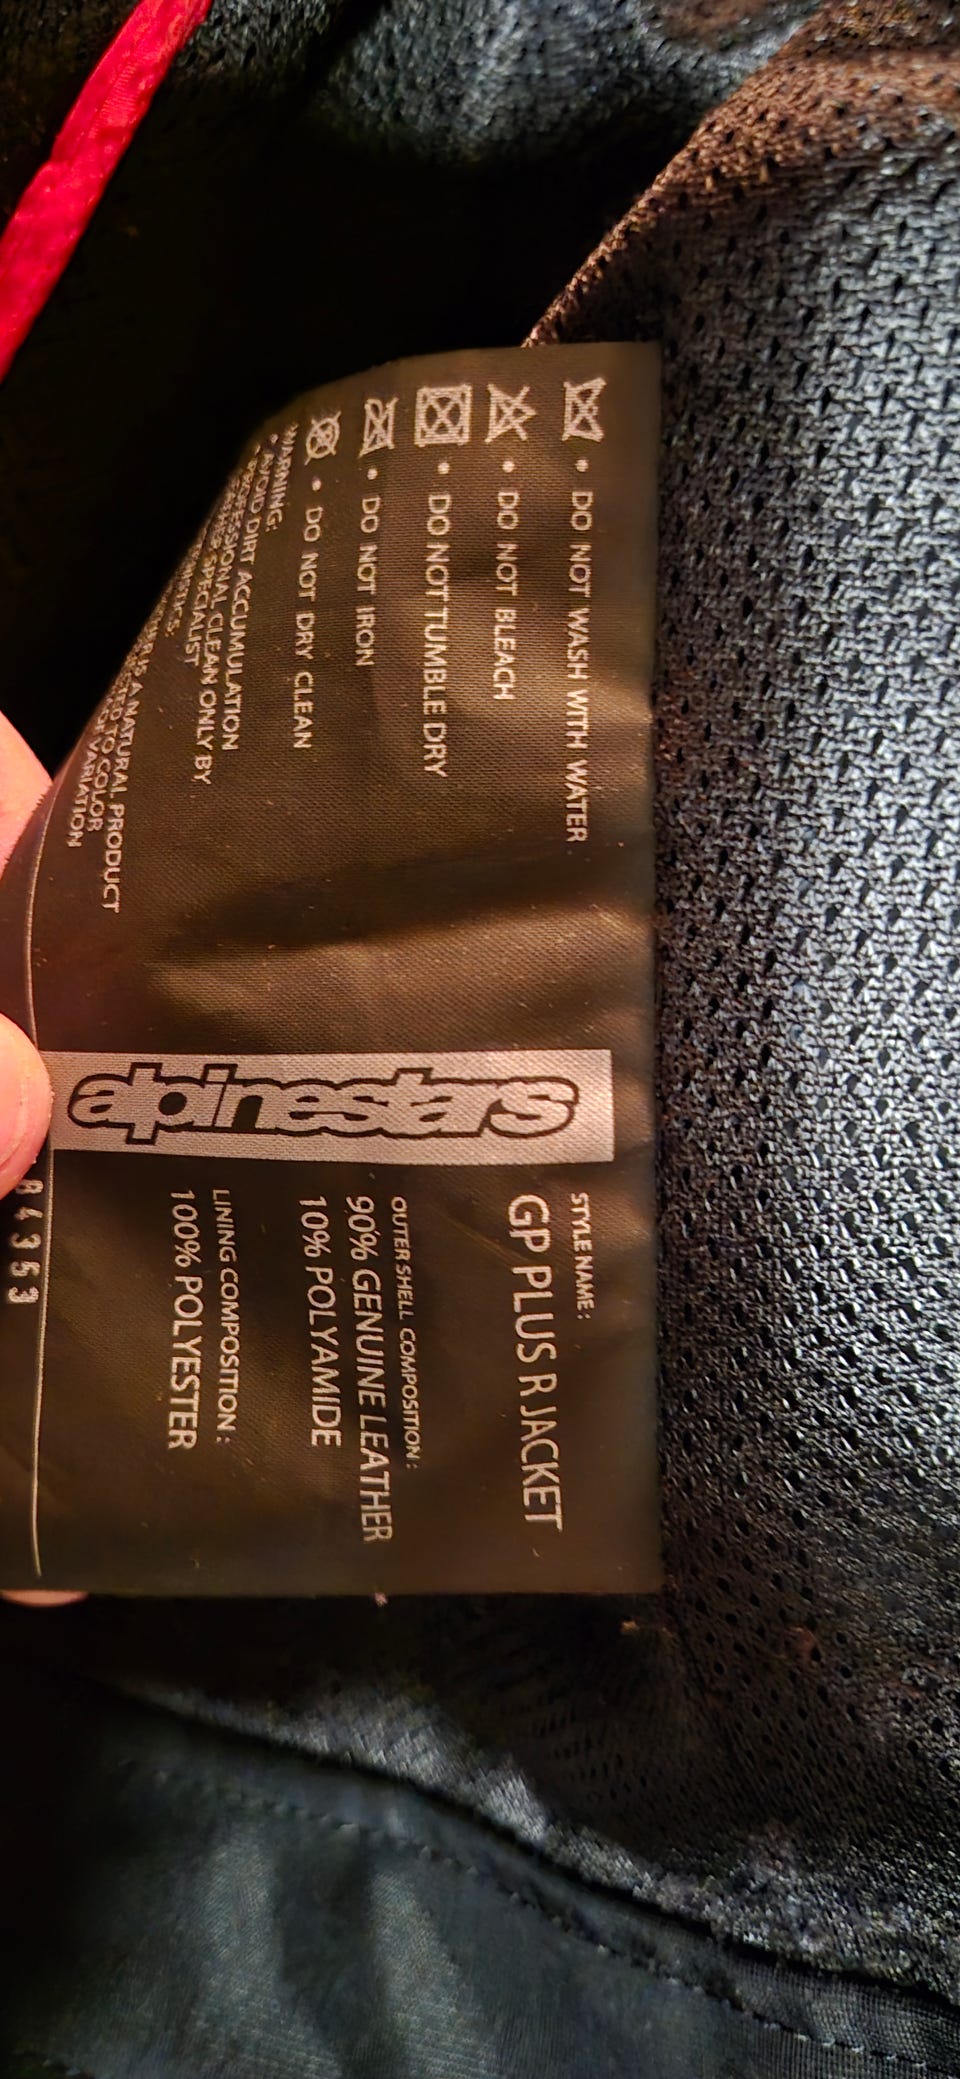 • DO NOT WASH WITH WATER
• DO NOT BLEACH
• DO NOT TUMBLE DRY
• DO NOT IRON
• DO NOT DRY CLEAN
WARNING:
• AVOID DIRT ACCUMULATION
• PROFESSIONAL CLEAN ONLY BY
SPECIALIST
IS A NATURAL PRODUCT
TO COLOR
VARIATION
alpinestars
STYLE NAME:
GP PLUS R JACKET
OUTER SHELL COMPOSITION:
90% GENUINE LEATHER
10% POLYAMIDE
LINING COMPOSITION:
100% POLYESTER
84353